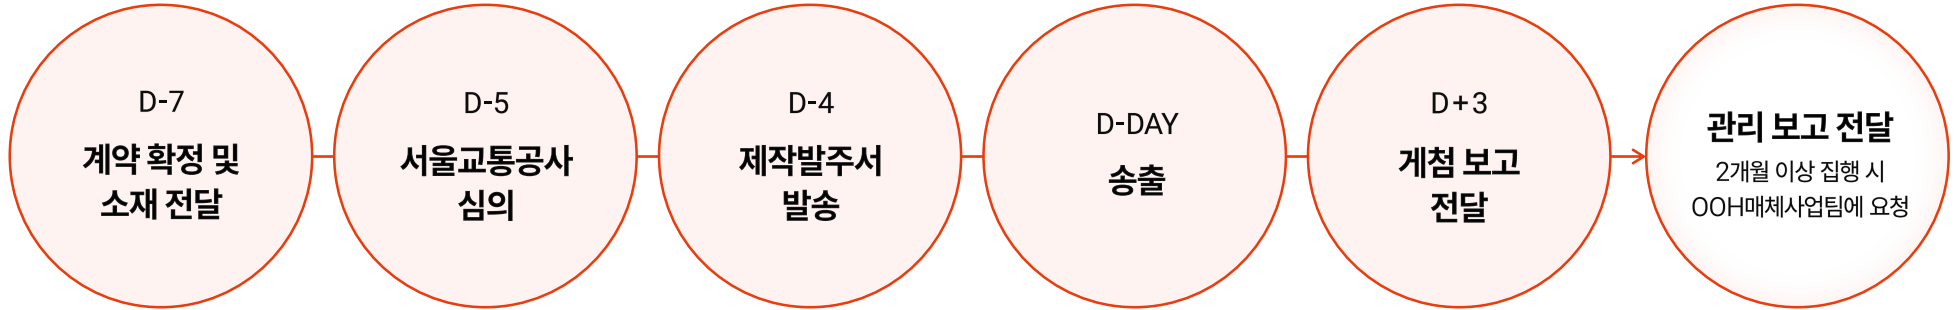 D-7
계약 확정 및
소재 전달
D-5
서울교통공사
심의
D-4
제작발주서
발송
D-DAY
송출
D+3
게첨 보고
전달
관리 보고 전달
2개월 이상 집행 시
OOH매체사업팀에 요청